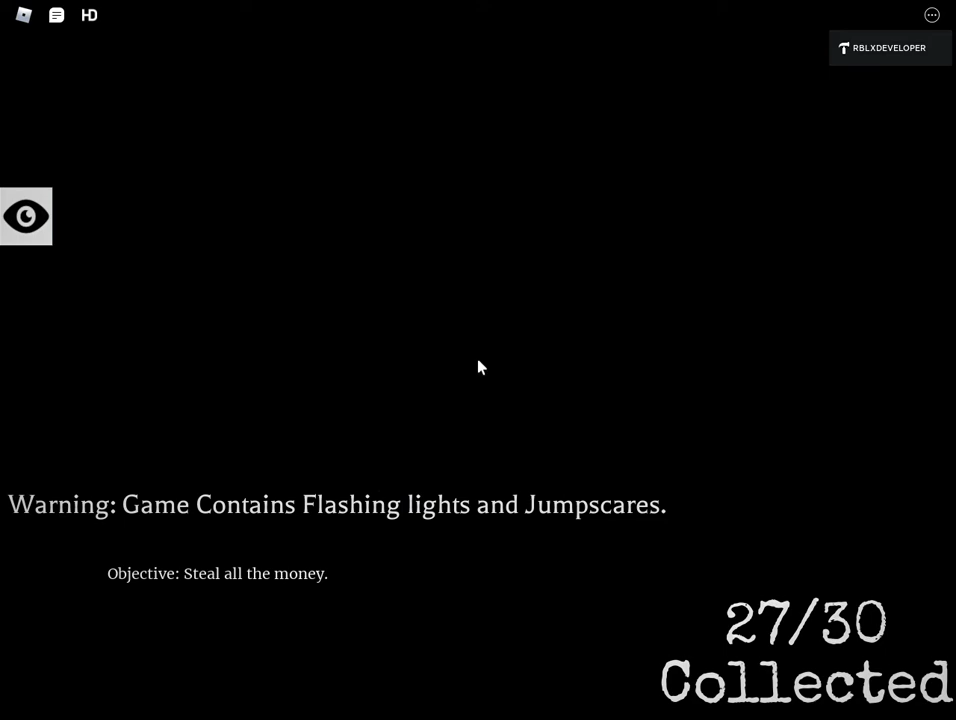 HD
RBLXDEVELOPER
Warning: Game Contains Flashing lights and Jumpscares.
Objective: Steal all the money.
27/30
Collected